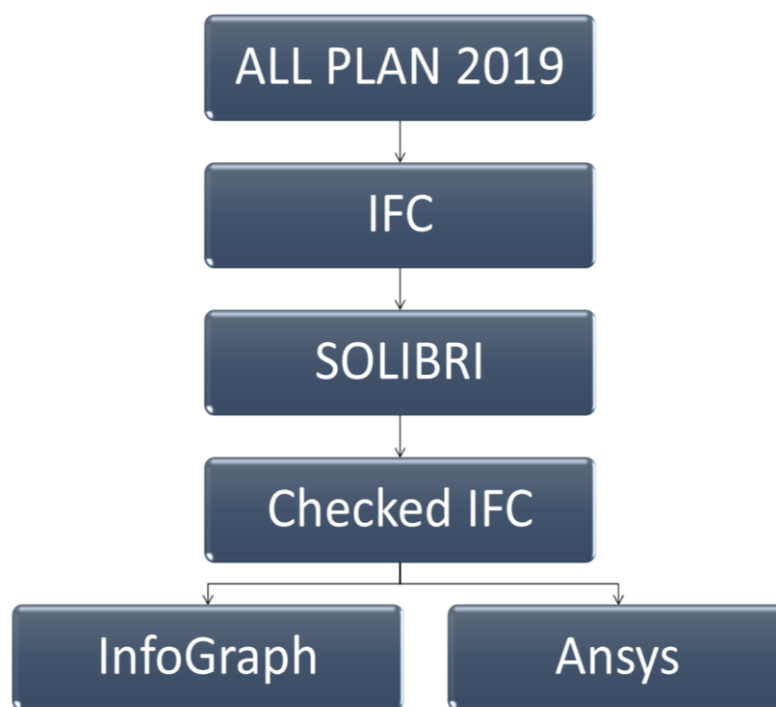 ALL PLAN 2019
IFC
SOLIBRI
Checked IFC
InfoGraph
Ansys